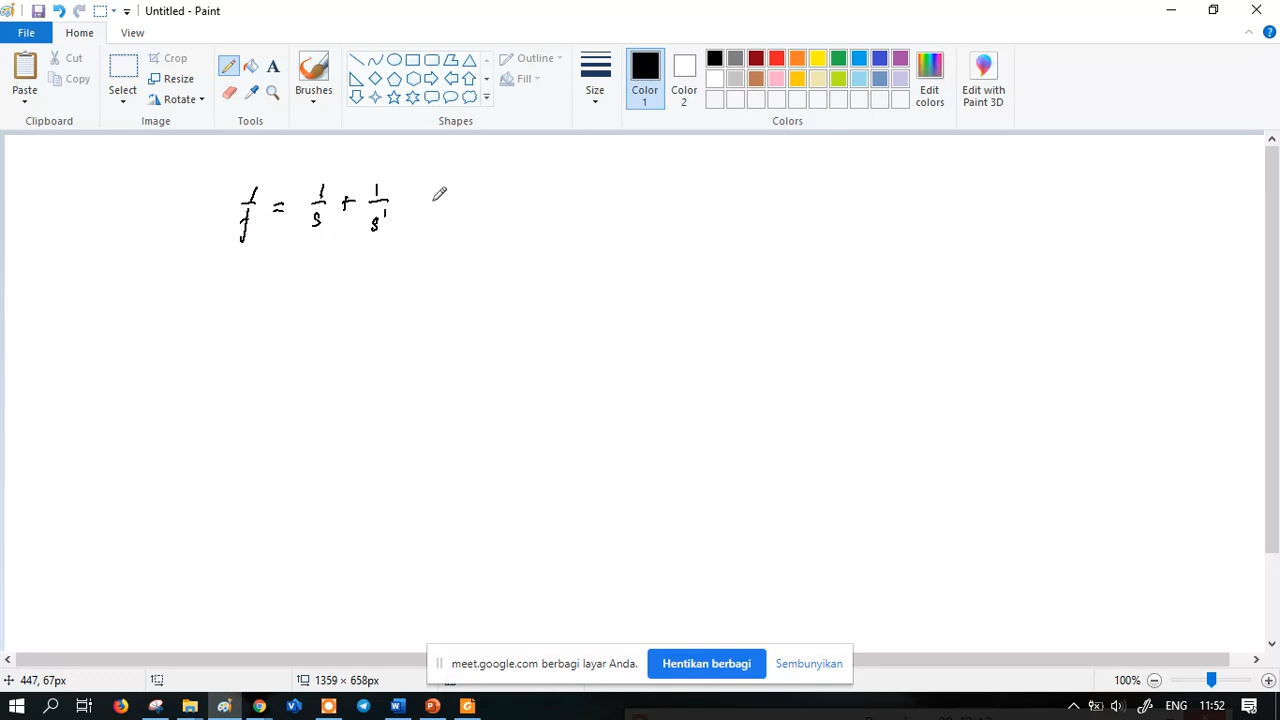 Untitled - Paint
File Home View
Paste
Cut
Copy
Clipboard
Select
Crop
Resize
Rotate
Image
A
Tools
Brushes
Outline
Fill
Shapes
Size
Color 1
Color 2
Edit colors
Edit with Paint 3D
Colors
1/f = 1/s + 1/s'
meet.google.com berbagi layar Anda. Hentikan berbagi Sembunyikan
447, 67px 1359 × 658px 100%
ENG 11:52